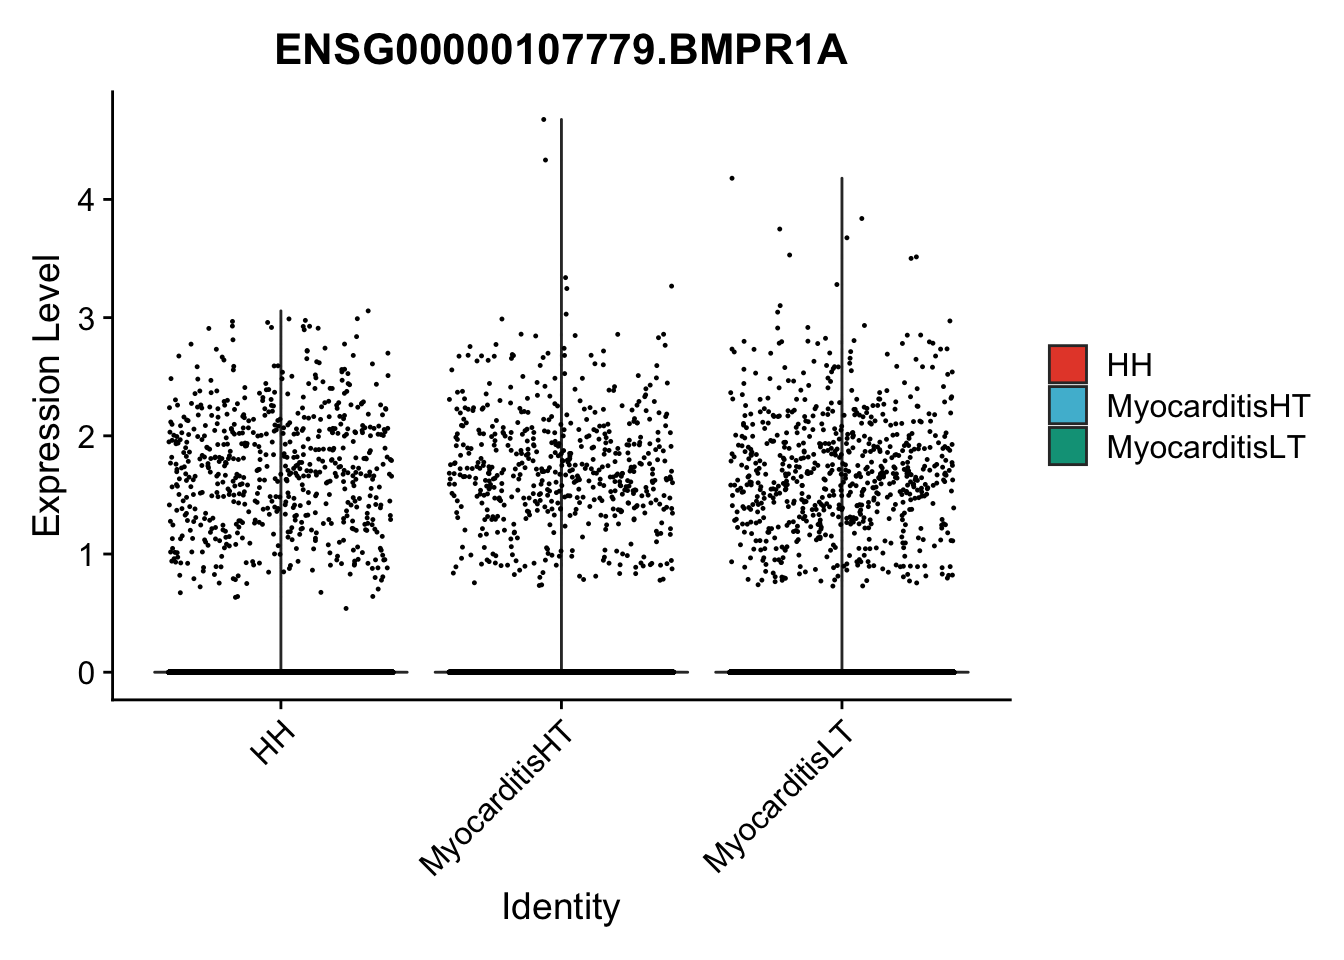 ENSG00000107779.BMPR1A
Expression Level
4
3
2
1
0
HH
MyocarditisHT
MyocarditisLT
Identity
HH
MyocarditisHT
MyocarditisLT